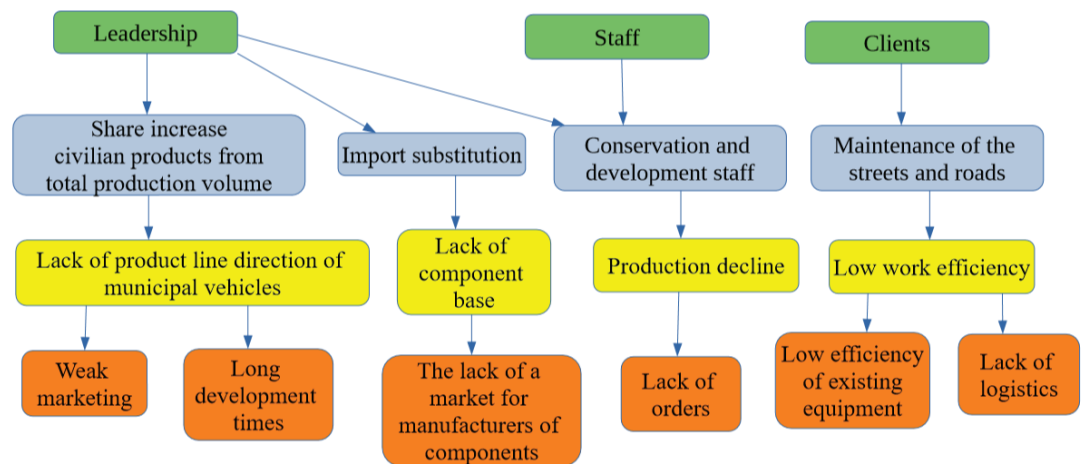 Leadership
Staff
Clients
Share increase
civilian products from
total production volume
Import substitution
Conservation and
development staff
Maintenance of the
streets and roads
Lack of product line direction of
municipal vehicles
Lack of
component
base
Production decline
Low work efficiency
Weak
marketing
Long
development
times
The lack of a
market for
manufacturers of
components
Lack of
orders
Low efficiency
of existing
equipment
Lack of
logistics